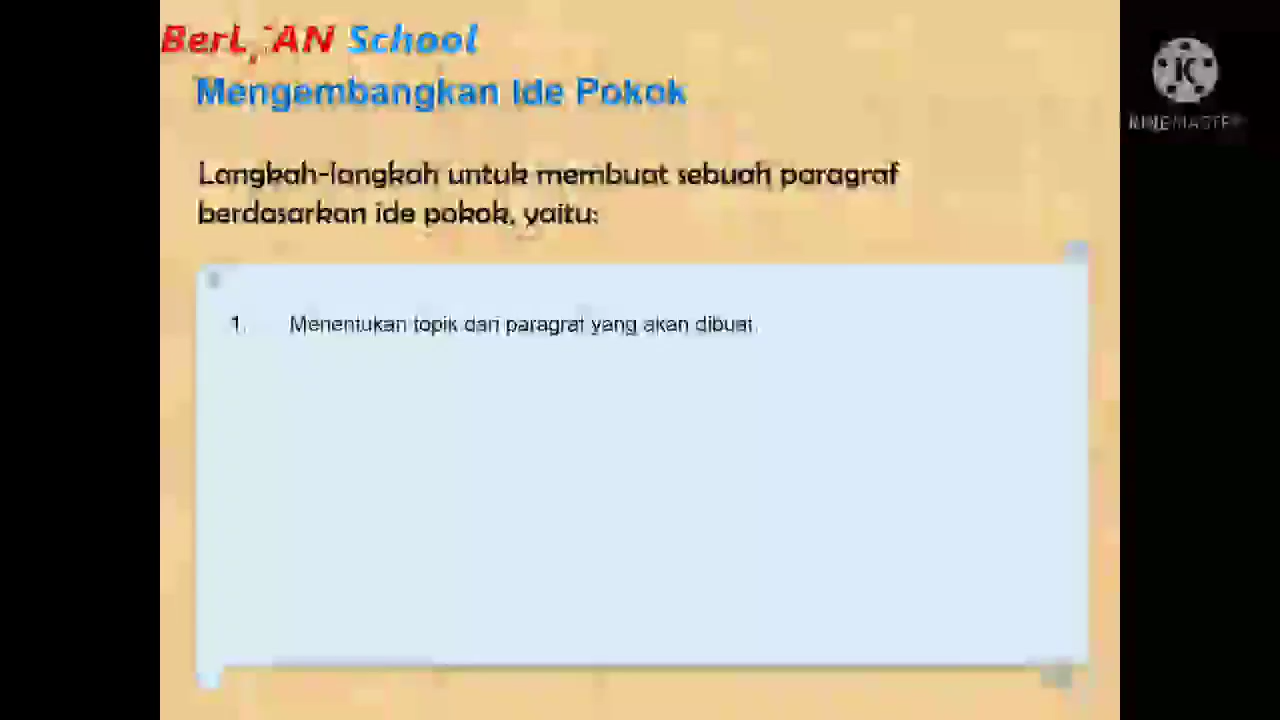 School
Mengembangkan Ide Pokok
Langkah-langkah untuk membuat sebuah paragraf
berdasarkan ide pokok, yaitu:
1. Menentukan topik dari paragraf yang akan dibuat.
KINEMASTER